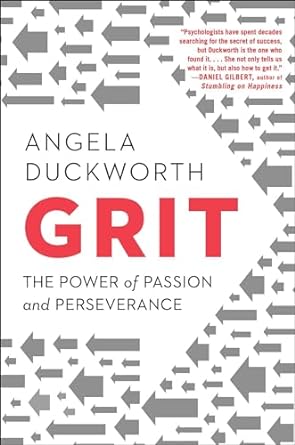 "Psychologists have spent decades
searching for the secret of success,
but Duckworth is the one who
found it. . . . She not only tells us
what it is, but also how to get it."
—DANIEL GILBERT, author of
Stumbling on Happiness
ANGELA
DUCKWORTH
GRIT
THE POWER of PASSION
and PERSEVERANCE